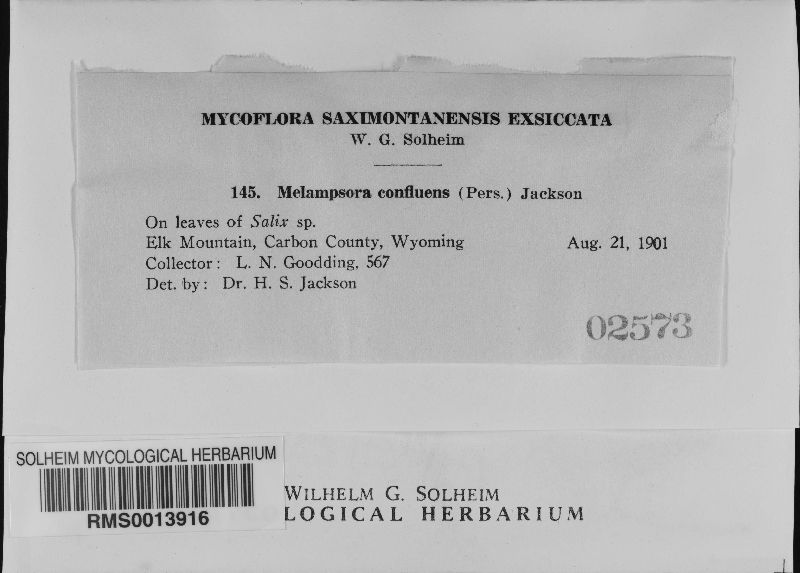 MYCOFLORA SAXIMONTANENSIS EXSICCATA
W. G. Solheim
145. Melampsora confluens (Pers.) Jackson
On leaves of Salix sp.
Elk Mountain, Carbon County, Wyoming Aug. 21, 1901
Collector: L. N. Goodding, 567
Det. by: Dr. H. S. Jackson
02573
SOLHEIM MYCOLOGICAL HERBARIUM
RMS0013916
WILHELM G. SOLHEIM
LOGICAL HERBARIUM